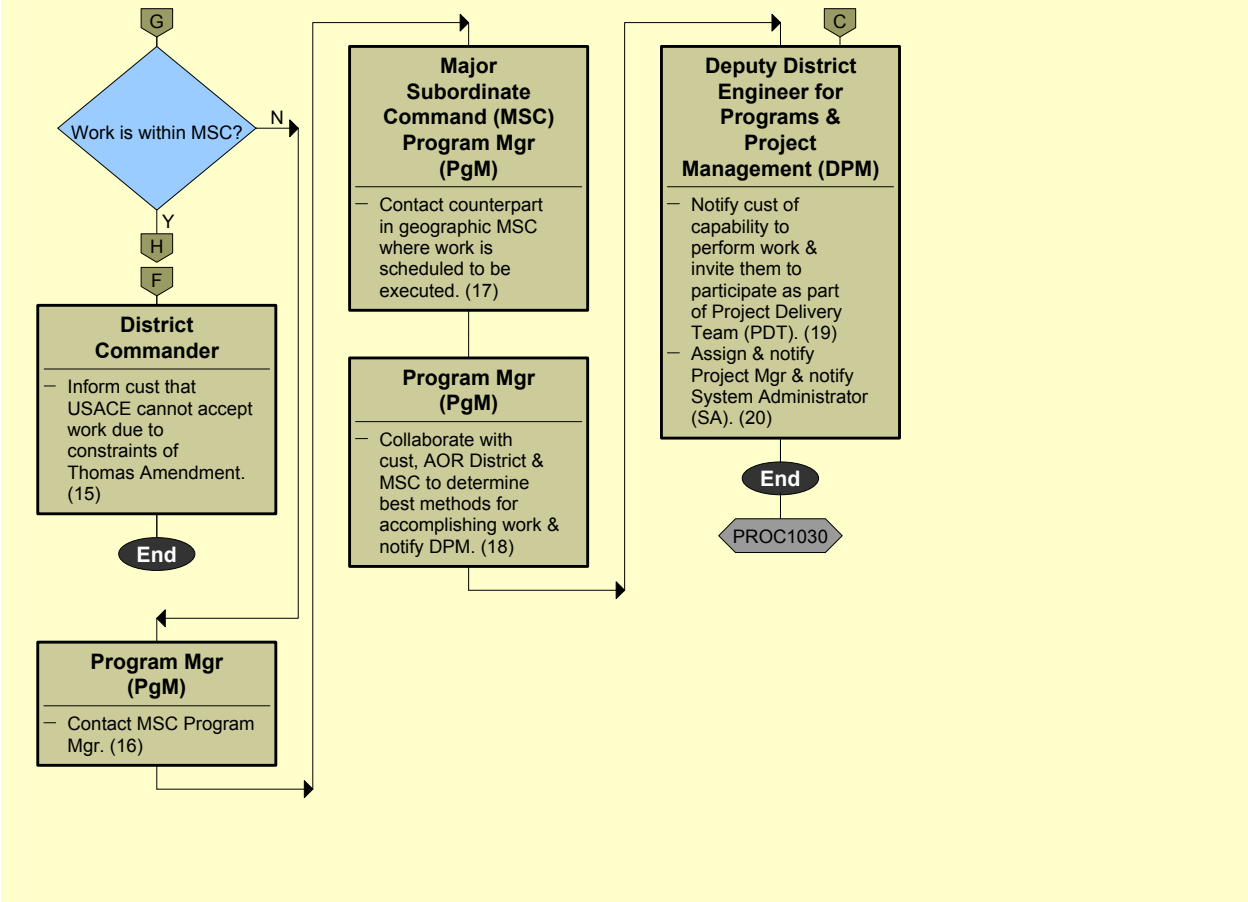 G
Work is within MSC?
N
Y
H
F
District
Commander
— Inform cust that
USACE cannot accept
work due to
constraints of
Thomas Amendment.
(15)
End
Program Mgr
(PgM)
— Contact MSC Program
Mgr. (16)
Major
Subordinate
Command (MSC)
Program Mgr
(PgM)
— Contact counterpart
in geographic MSC
where work is
scheduled to be
executed. (17)
Program Mgr
(PgM)
— Collaborate with
cust, AOR District &
MSC to determine
best methods for
accomplishing work &
notify DPM. (18)
C
Deputy District
Engineer for
Programs &
Project
Management (DPM)
— Notify cust of
capability to
perform work &
invite them to
participate as part
of Project Delivery
Team (PDT). (19)
— Assign & notify
Project Mgr & notify
System Administrator
(SA). (20)
End
PROC1030